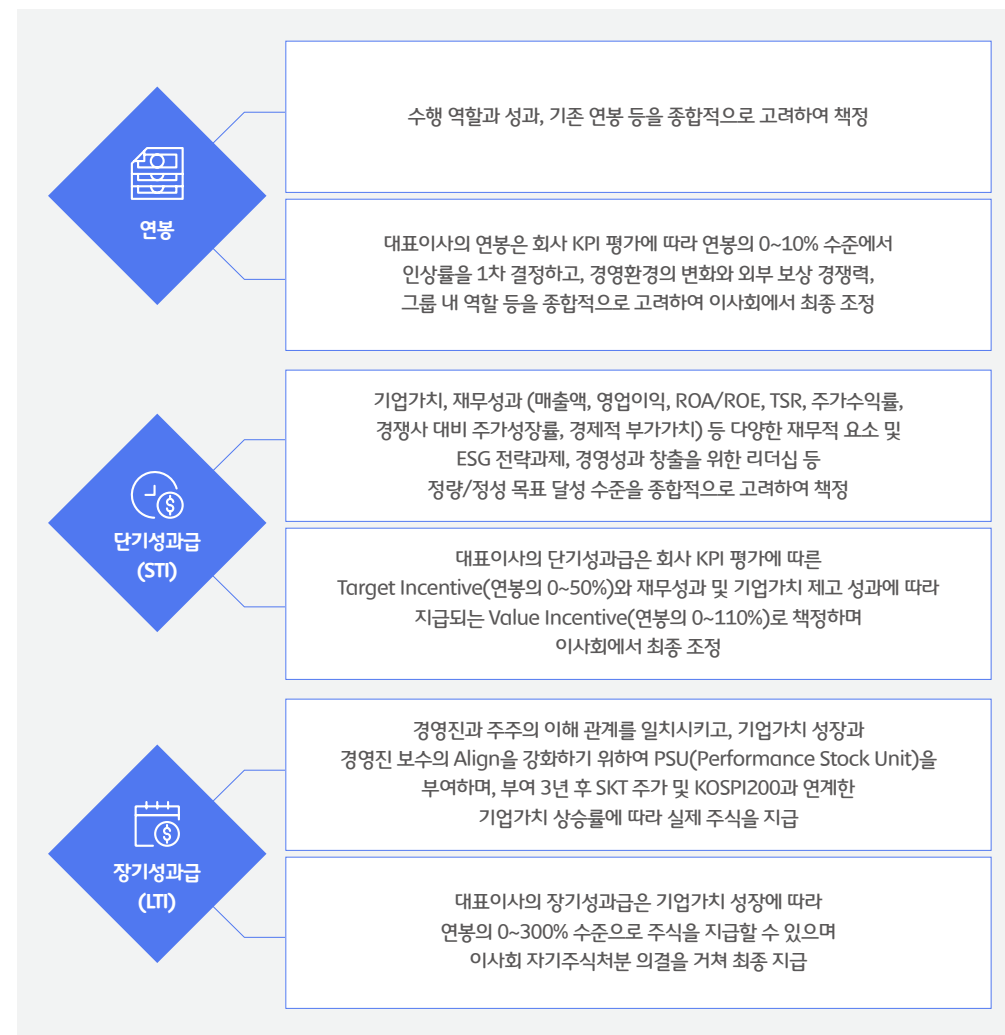 연봉
수행 역할과 성과, 기존 연봉 등을 종합적으로 고려하여 책정
대표이사의 연봉은 회사 KPI 평가에 따라 연봉의 0~10% 수준에서
인상률을 1차 결정하고, 경영환경의 변화와 외부 보상 경쟁력,
그룹 내 역할 등을 종합적으로 고려하여 이사회에서 최종 조정
단기성과급
(STI)
기업가치, 재무성과 (매출액, 영업이익, ROA/ROE, TSR, 주가수익률,
경쟁사 대비 주가성장률, 경제적 부가가치) 등 다양한 재무적 요소 및
ESG 전략과제, 경영성과 창출을 위한 리더십 등
정량/정성 목표 달성 수준을 종합적으로 고려하여 책정
대표이사의 단기성과급은 회사 KPI 평가에 따른
Target Incentive(연봉의 0~50%)와 재무성과 및 기업가치 제고 성과에 따라
지급되는 Value Incentive(연봉의 0~110%)로 책정하며
이사회에서 최종 조정
장기성과급
(LTI)
경영진과 주주의 이해 관계를 일치시키고, 기업가치 성장과
경영진 보수의 Align을 강화하기 위하여 PSU(Performance Stock Unit)을
부여하며, 부여 3년 후 SKT 주가 및 KOSPI200과 연계한
기업가치 상승률에 따라 실제 주식을 지급
대표이사의 장기성과급은 기업가치 성장에 따라
연봉의 0~300% 수준으로 주식을 지급할 수 있으며
이사회 자기주식처분 의결을 거쳐 최종 지급